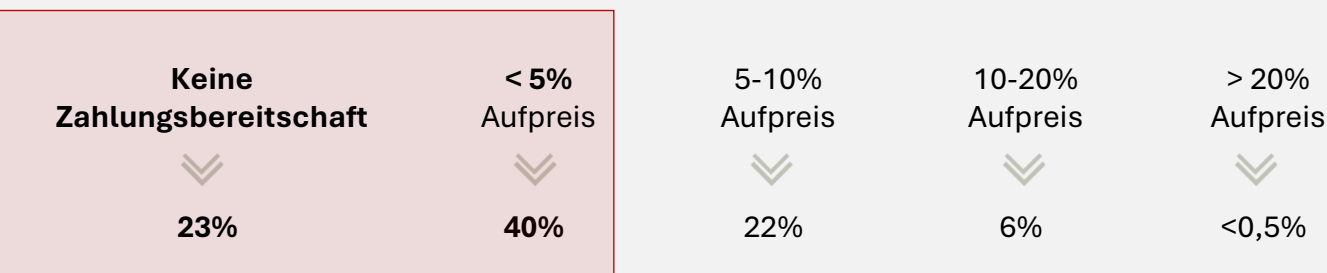 Keine
Zahlungsbereitschaft
23%
< 5%
Aufpreis
40%
5-10%
Aufpreis
22%
10-20%
Aufpreis
6%
> 20%
Aufpreis
<0,5%